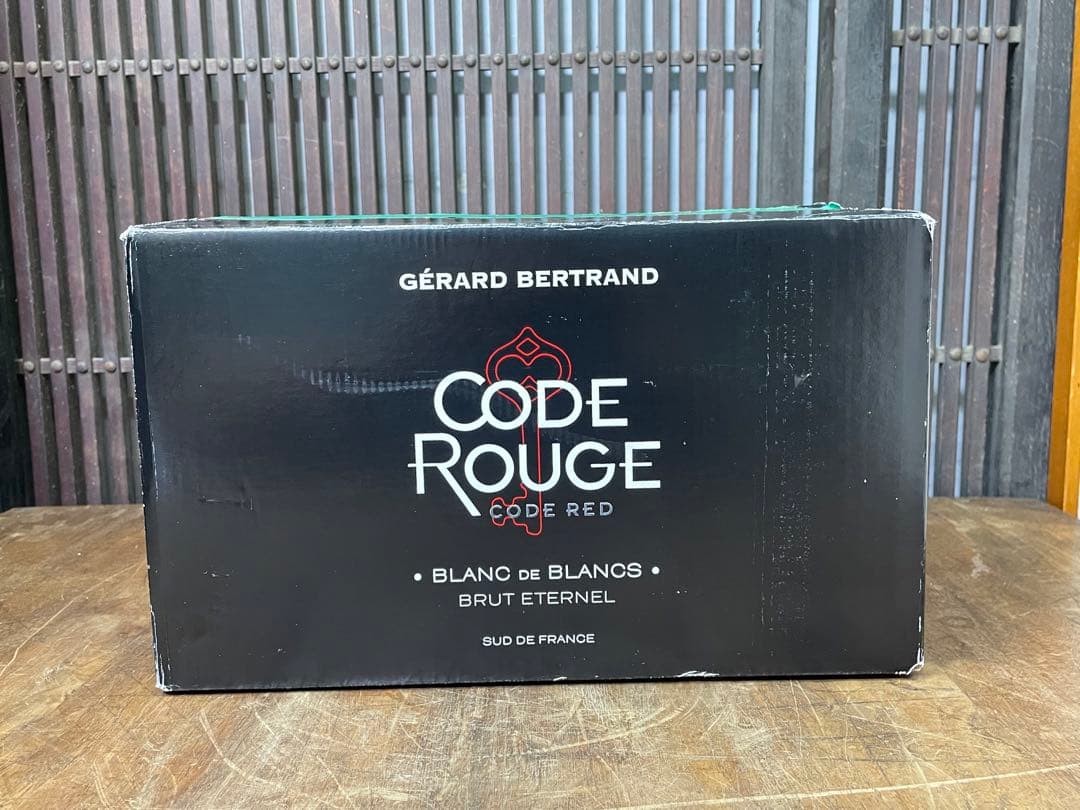 GÉRARD BERTRAND
CODE
ROUGE
CODE RED
• BLANC DE BLANCS •
BRUT ETERNEL
SUD DE FRANCE